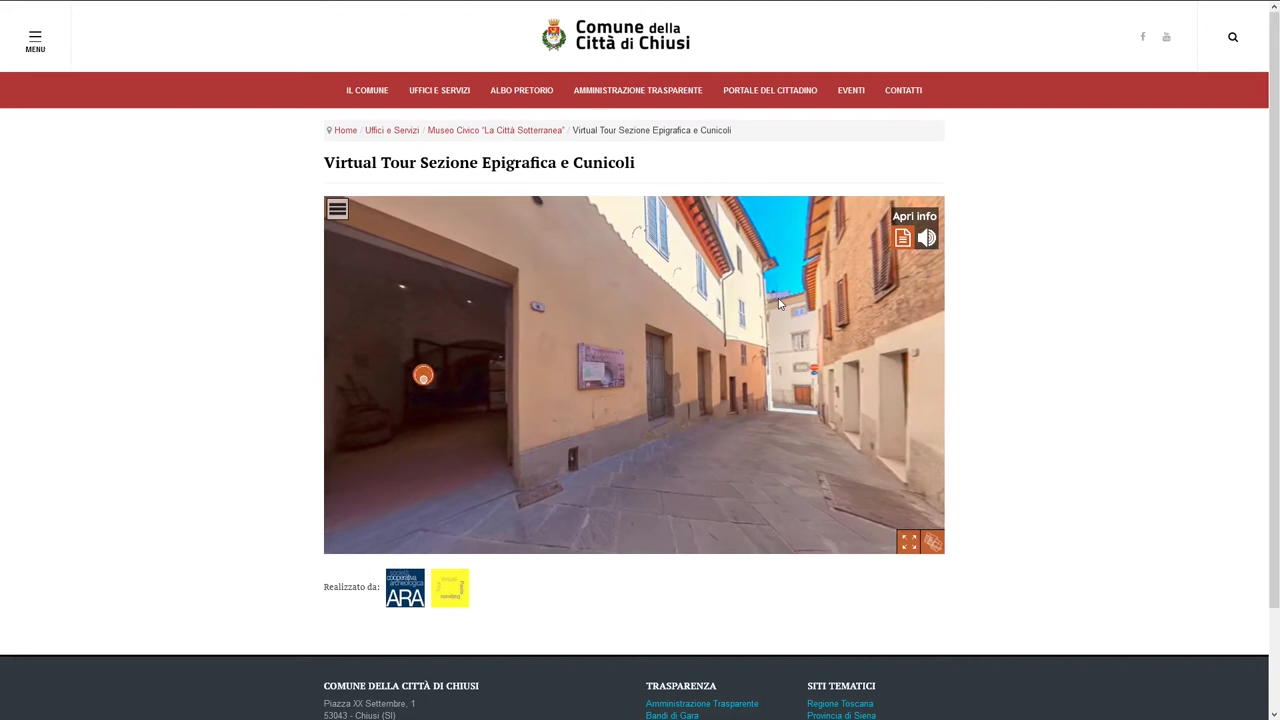 Comune della
Città di Chiusi
MENU
IL COMUNE
UFFICI E SERVIZI
ALBO PRETORIO
AMMINISTRAZIONE TRASPARENTE
PORTALE DEL CITTADINO
EVENTI
CONTATTI
Home / Uffici e Servizi / Museo Civico "La Città Sotterranea" / Virtual Tour Sezione Epigrafica e Cunicoli
Virtual Tour Sezione Epigrafica e Cunicoli
Apri info
Realizzato da:
società
cooperativa
archeologica
ARA
COMUNE DELLA CITTÀ DI CHIUSI
Piazza XX Settembre, 1
53043 - Chiusi (SI)
TRASPARENZA
Amministrazione Trasparente
Bandi di Gara
SITI TEMATICI
Regione Toscana
Provincia di Siena